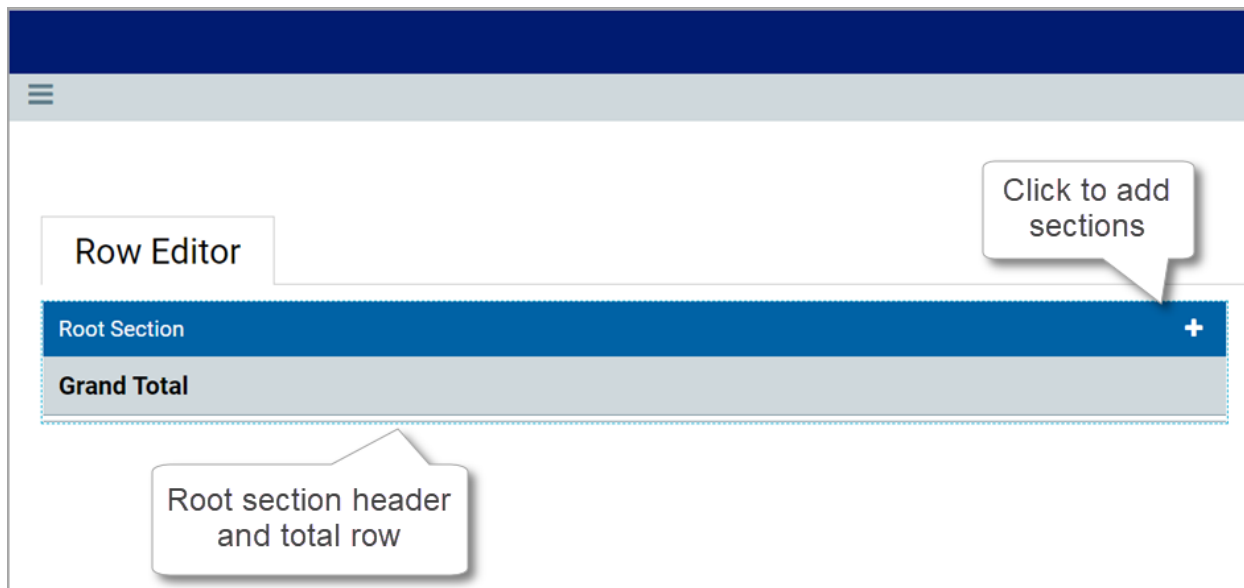 Click to add
sections
Row Editor
Root Section
Grand Total
Root section header
and total row